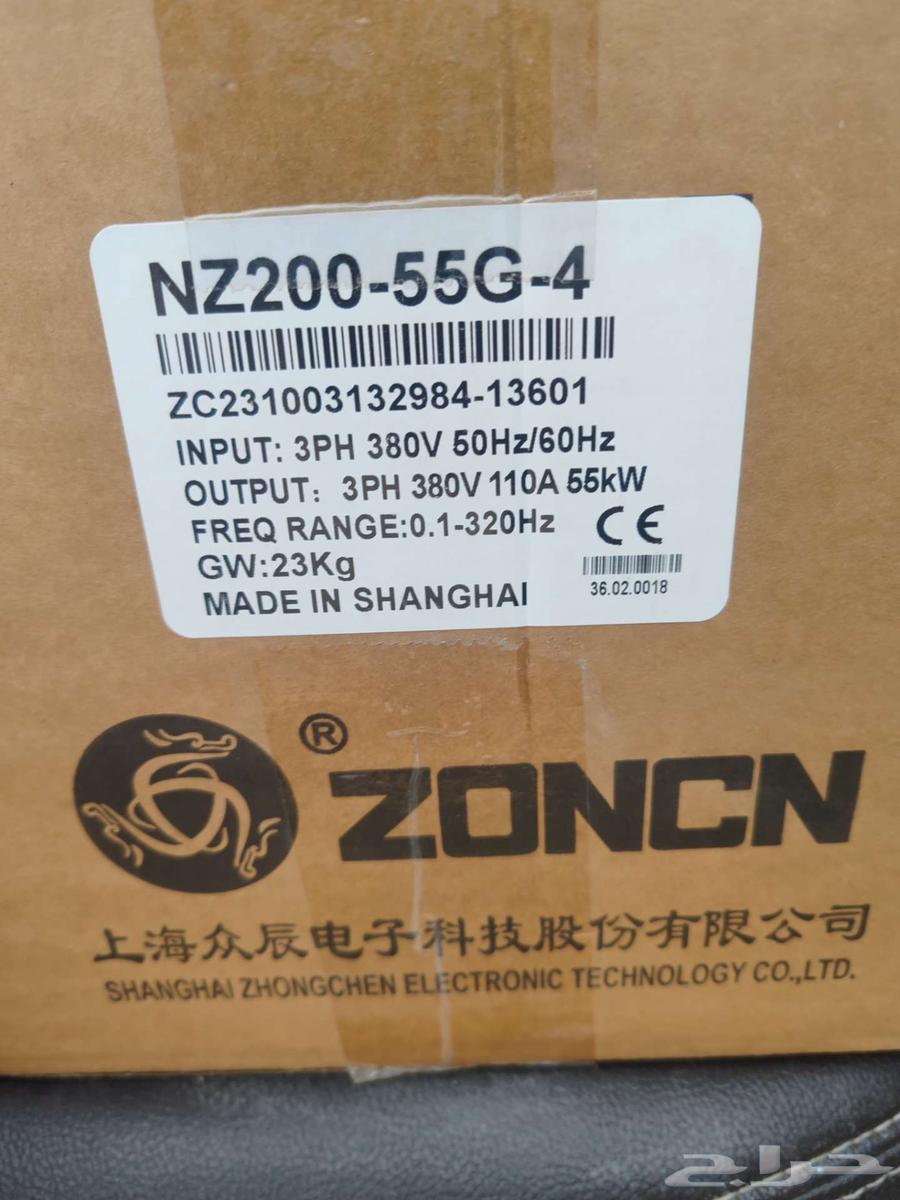 NZ200-55G-4
ZC231003132984-13601
INPUT: 3PH 380V 50Hz/60Hz
OUTPUT: 3PH 380V 110A 55kW
FREQ RANGE:0.1-320Hz
CE
GW:23Kg
36.02.0018
MADE IN SHANGHAI
®
ZONCN
上海众辰电子科技股份有限公司
SHANGHAI ZHONGCHEN ELECTRONIC TECHNOLOGY CO.,LTD.
حراج